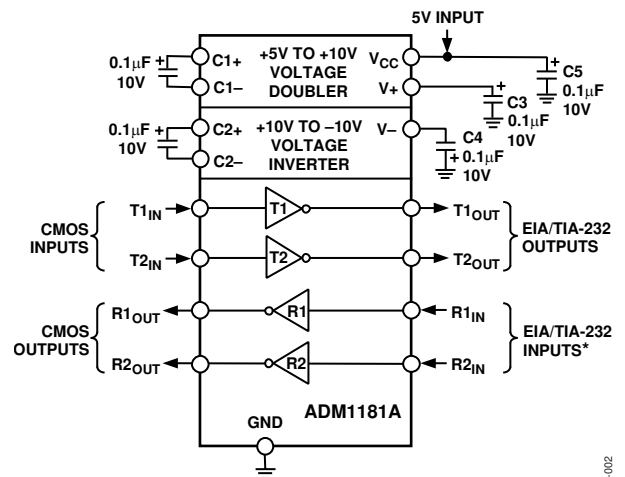 5V INPUT
0.1µF
10V
C1+
C1–
+5V TO +10V
VOLTAGE
DOUBLER
VCC
V+
C5
0.1µF
10V
C3
0.1µF
10V
0.1µF
10V
C2+
C2–
+10V TO –10V
VOLTAGE
INVERTER
V–
C4
0.1µF
10V
CMOS
INPUTS
T1IN
T1
T1OUT
T2IN
T2
T2OUT
EIA/TIA-232
OUTPUTS
CMOS
OUTPUTS
R1OUT
R1
R1IN
R2OUT
R2
R2IN
EIA/TIA-232
INPUTS*
ADM1181A
GND
-002